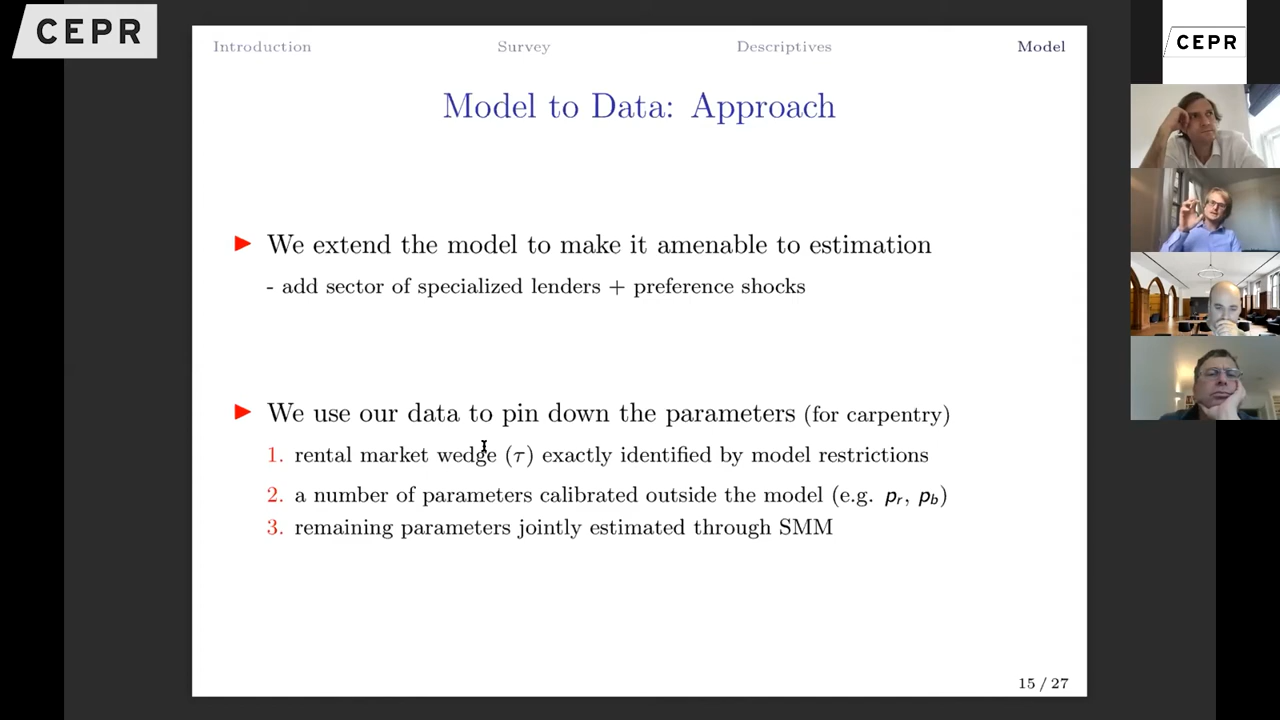 CEPR
Introduction Survey Descriptives Model
CEPR
Model to Data: Approach
We extend the model to make it amenable to estimation
- add sector of specialized lenders + preference shocks
We use our data to pin down the parameters (for carpentry)
1. rental market wedge (τ) exactly identified by model restrictions
2. a number of parameters calibrated outside the model (e.g. pr, pb)
3. remaining parameters jointly estimated through SMM
15 / 27